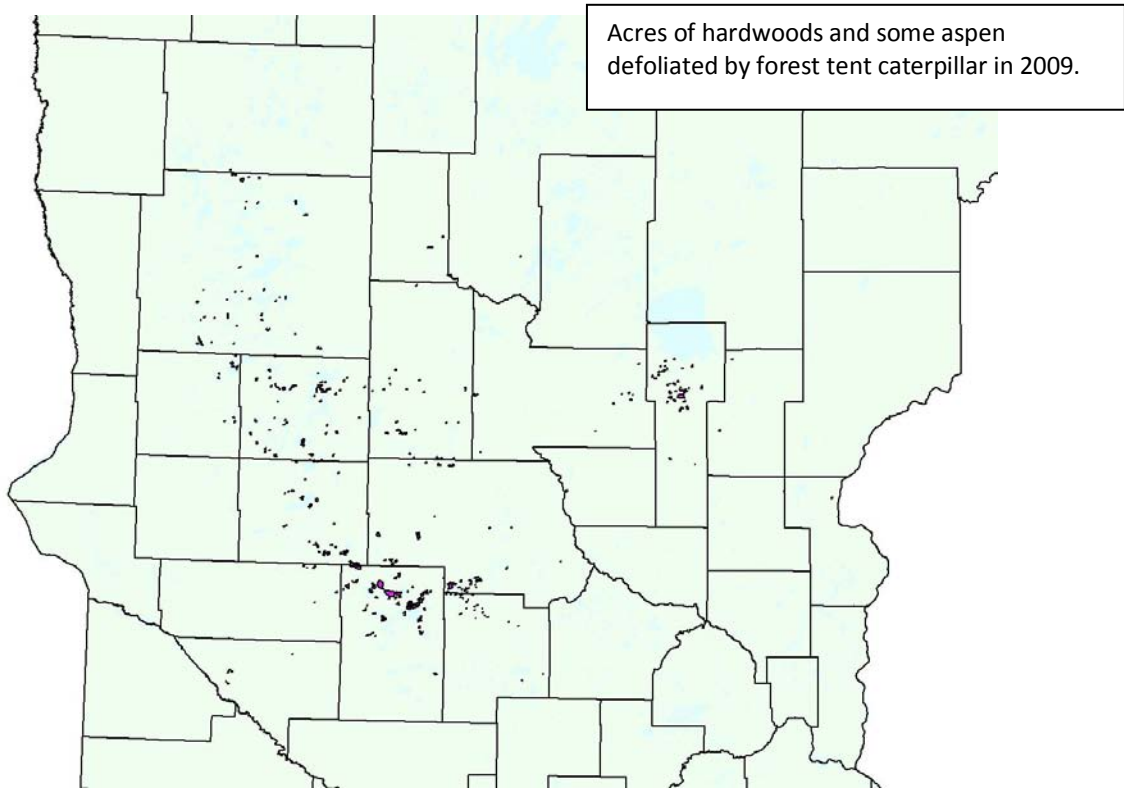 Acres of hardwoods and some aspen
defoliated by forest tent caterpillar in 2009.